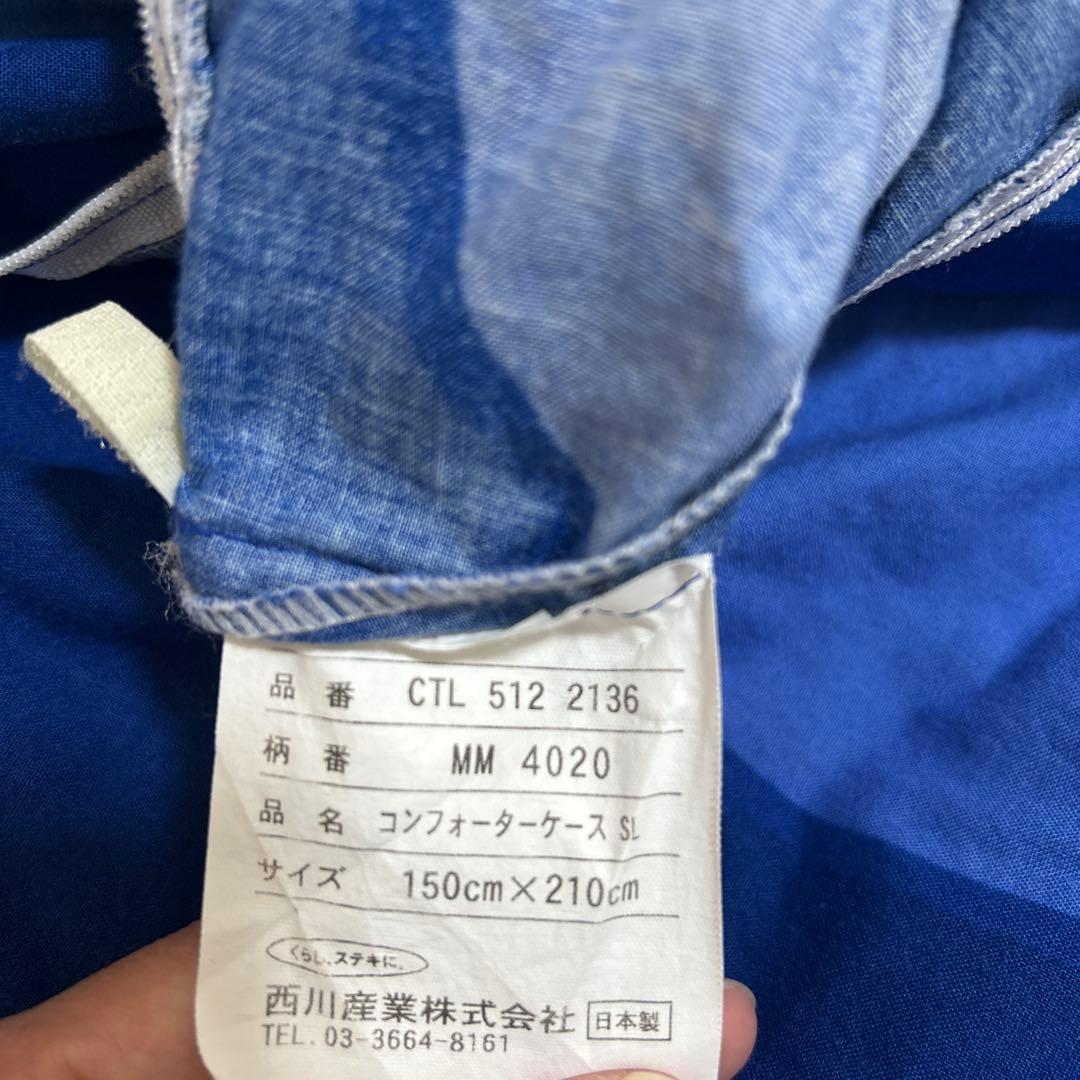 品番 CTL 512 2136
柄番 MM 4020
品名 コンフォーターケース SL
サイズ 150cm×210cm
くらし、ステキに。
西川産業株式会社 日本製
TEL. 03-3664-8161